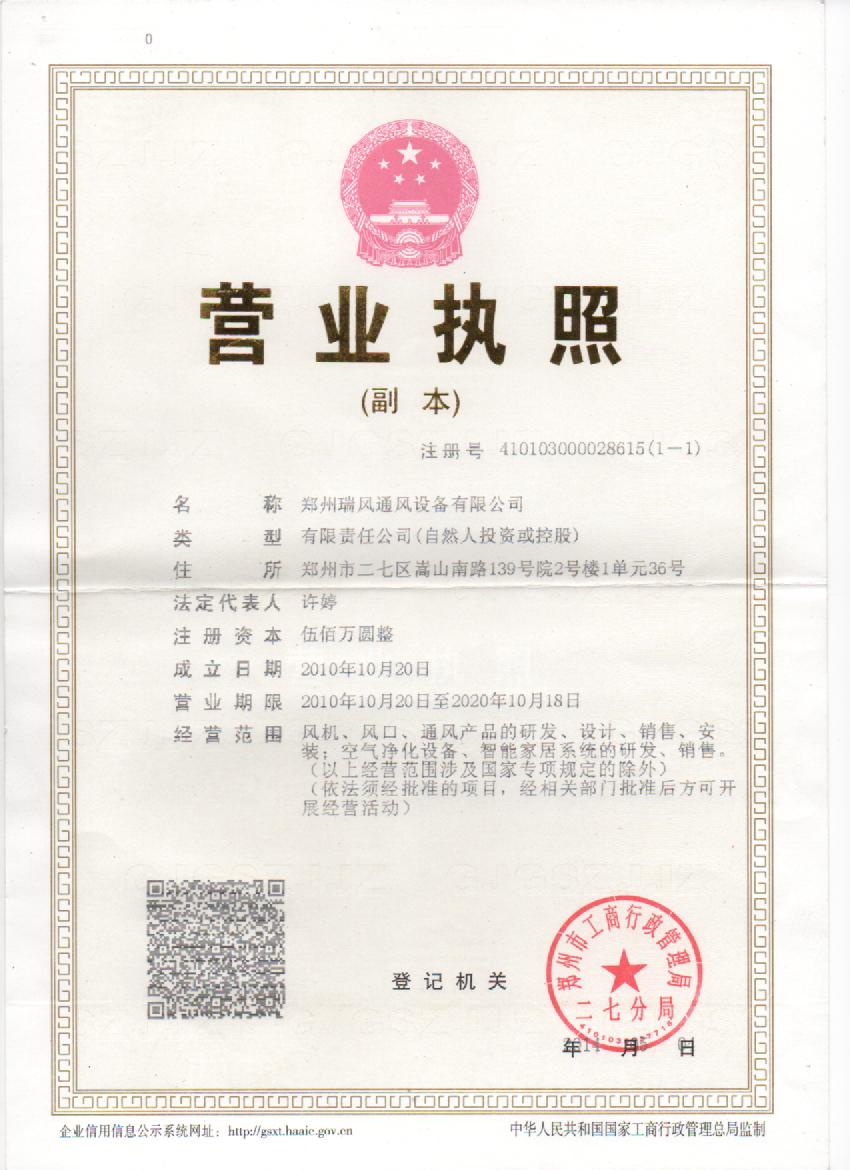 0
营业执照
(副 本)
注册号 410103000028615(1-1)
名称 郑州瑞风通风设备有限公司
类型 有限责任公司(自然人投资或控股)
住所 郑州市二七区嵩山南路139号院2号楼1单元36号
法定代表人 许婷
注册资本 伍佰万圆整
成立日期 2010年10月20日
营业期限 2010年10月20日至2020年10月18日
经营范围 风机、风口、通风产品的研发、设计、销售、安
装；空气净化设备、智能家居系统的研发、销售。
（以上经营范围涉及国家专项规定的除外）
（依法须经批准的项目，经相关部门批准后方可开
展经营活动）
郑州市工商行政管理局
二七分局
登记机关
2014年 月 日
企业信用信息公示系统网址：http://gsxt.haaic.gov.cn
中华人民共和国国家工商行政管理总局监制